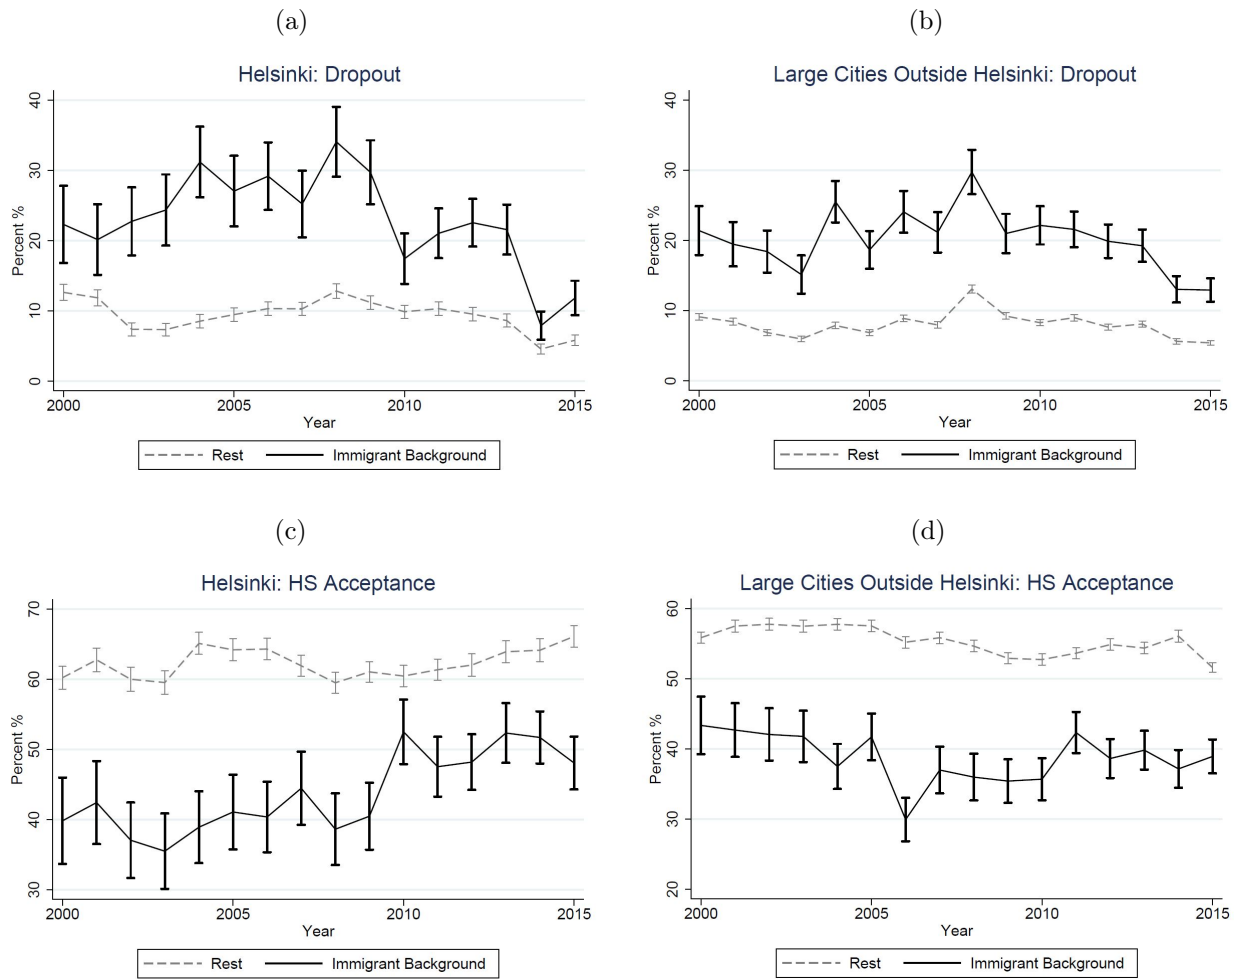 (a)
Helsinki: Dropout
40
30
20
10
0
Percent %
2000 2005 2010 2015
Year
Rest Immigrant Background
(b)
Large Cities Outside Helsinki: Dropout
40
30
20
10
0
Percent %
2000 2005 2010 2015
Year
Rest Immigrant Background
(c)
Helsinki: HS Acceptance
70
60
50
40
30
Percent %
2000 2005 2010 2015
Year
Rest Immigrant Background
(d)
Large Cities Outside Helsinki: HS Acceptance
60
50
40
30
20
Percent %
2000 2005 2010 2015
Year
Rest Immigrant Background